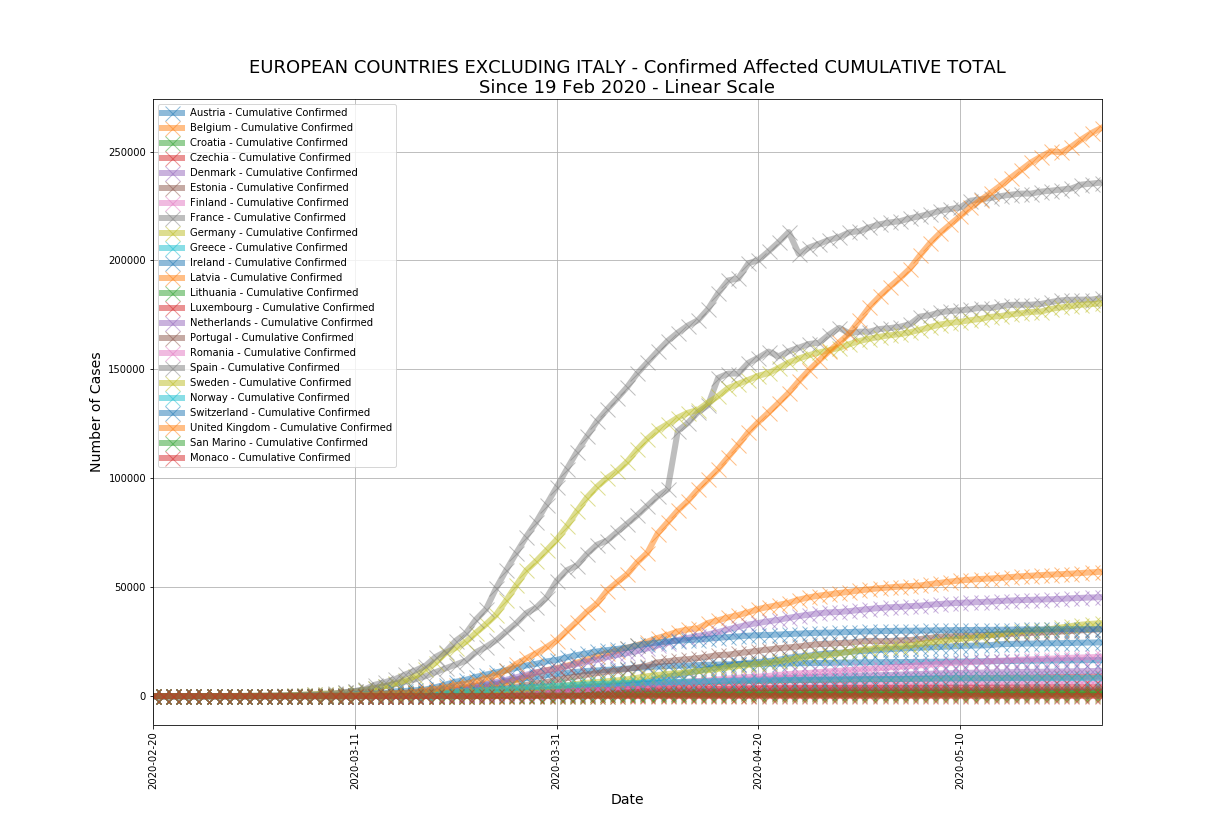 EUROPEAN COUNTRIES EXCLUDING ITALY - Confirmed Affected CUMULATIVE TOTAL
Since 19 Feb 2020 - Linear Scale
Austria - Cumulative Confirmed
Belgium - Cumulative Confirmed
Croatia - Cumulative Confirmed
Czechia - Cumulative Confirmed
Denmark - Cumulative Confirmed
Estonia - Cumulative Confirmed
Finland - Cumulative Confirmed
France - Cumulative Confirmed
Germany - Cumulative Confirmed
Greece - Cumulative Confirmed
Ireland - Cumulative Confirmed
Latvia - Cumulative Confirmed
Lithuania - Cumulative Confirmed
Luxembourg - Cumulative Confirmed
Netherlands - Cumulative Confirmed
Portugal - Cumulative Confirmed
Romania - Cumulative Confirmed
Spain - Cumulative Confirmed
Sweden - Cumulative Confirmed
Norway - Cumulative Confirmed
Switzerland - Cumulative Confirmed
United Kingdom - Cumulative Confirmed
San Marino - Cumulative Confirmed
Monaco - Cumulative Confirmed
Number of Cases
250000
200000
150000
100000
50000
0
2020-02-20
2020-03-11
2020-03-31
2020-04-20
2020-05-10
Date